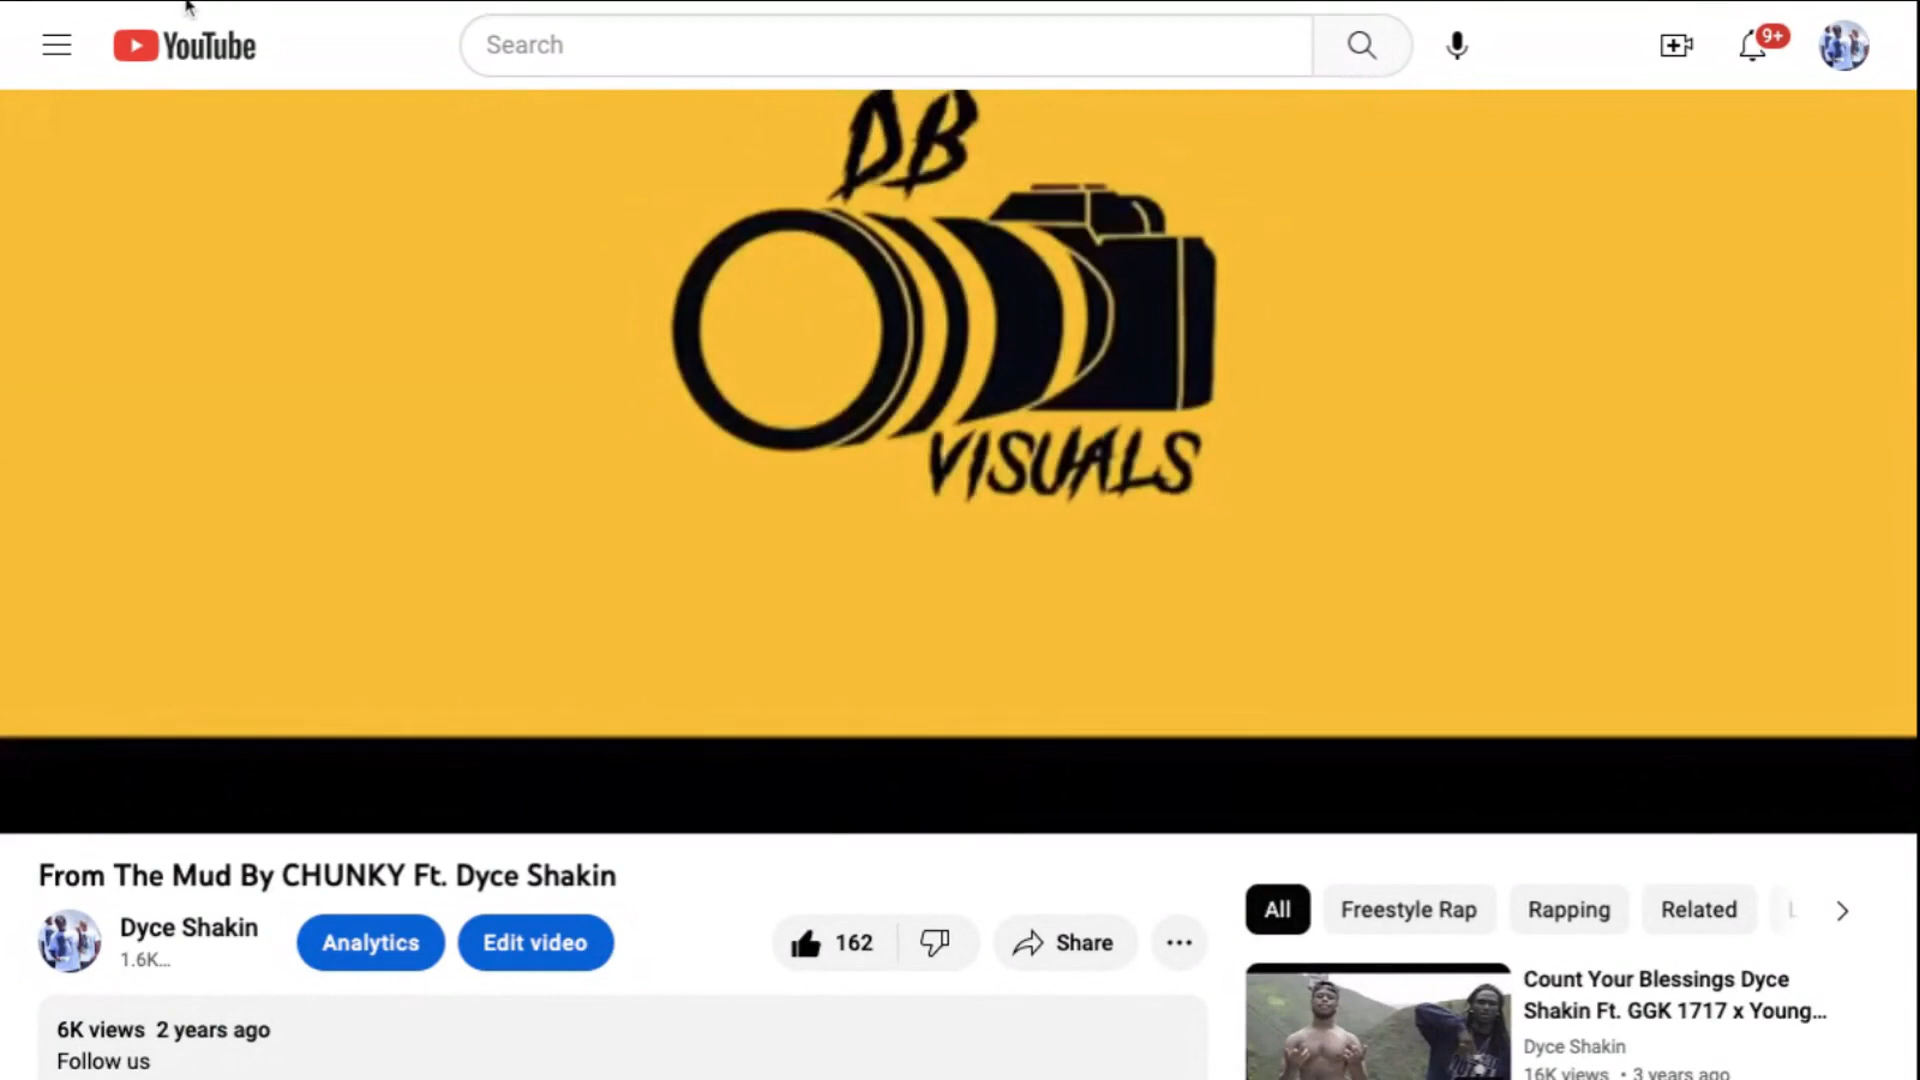 YouTube
Search
9+
DB
VISUALS
From The Mud By CHUNKY Ft. Dyce Shakin
Dyce Shakin
1.6K...
Analytics
Edit video
162
Share
6K views 2 years ago
Follow us
All
Freestyle Rap
Rapping
Related
Count Your Blessings Dyce
Shakin Ft. GGK 1717 x Young...
Dyce Shakin
16K views • 3 years ago